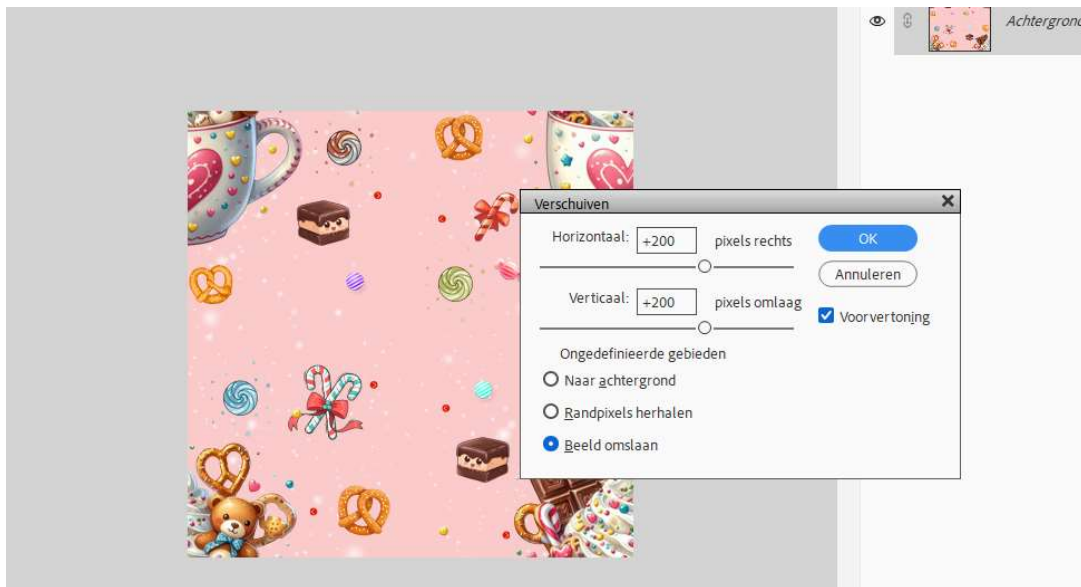 Achtergrond
Verschuiven
Horizontaal: +200 pixels rechts
OK
Annuleren
Verticaal: +200 pixels omlaag
Voorvertoning
Ongedefinieerde gebieden
Naar achtergrond
Randpixels herhalen
Beeld omslaan